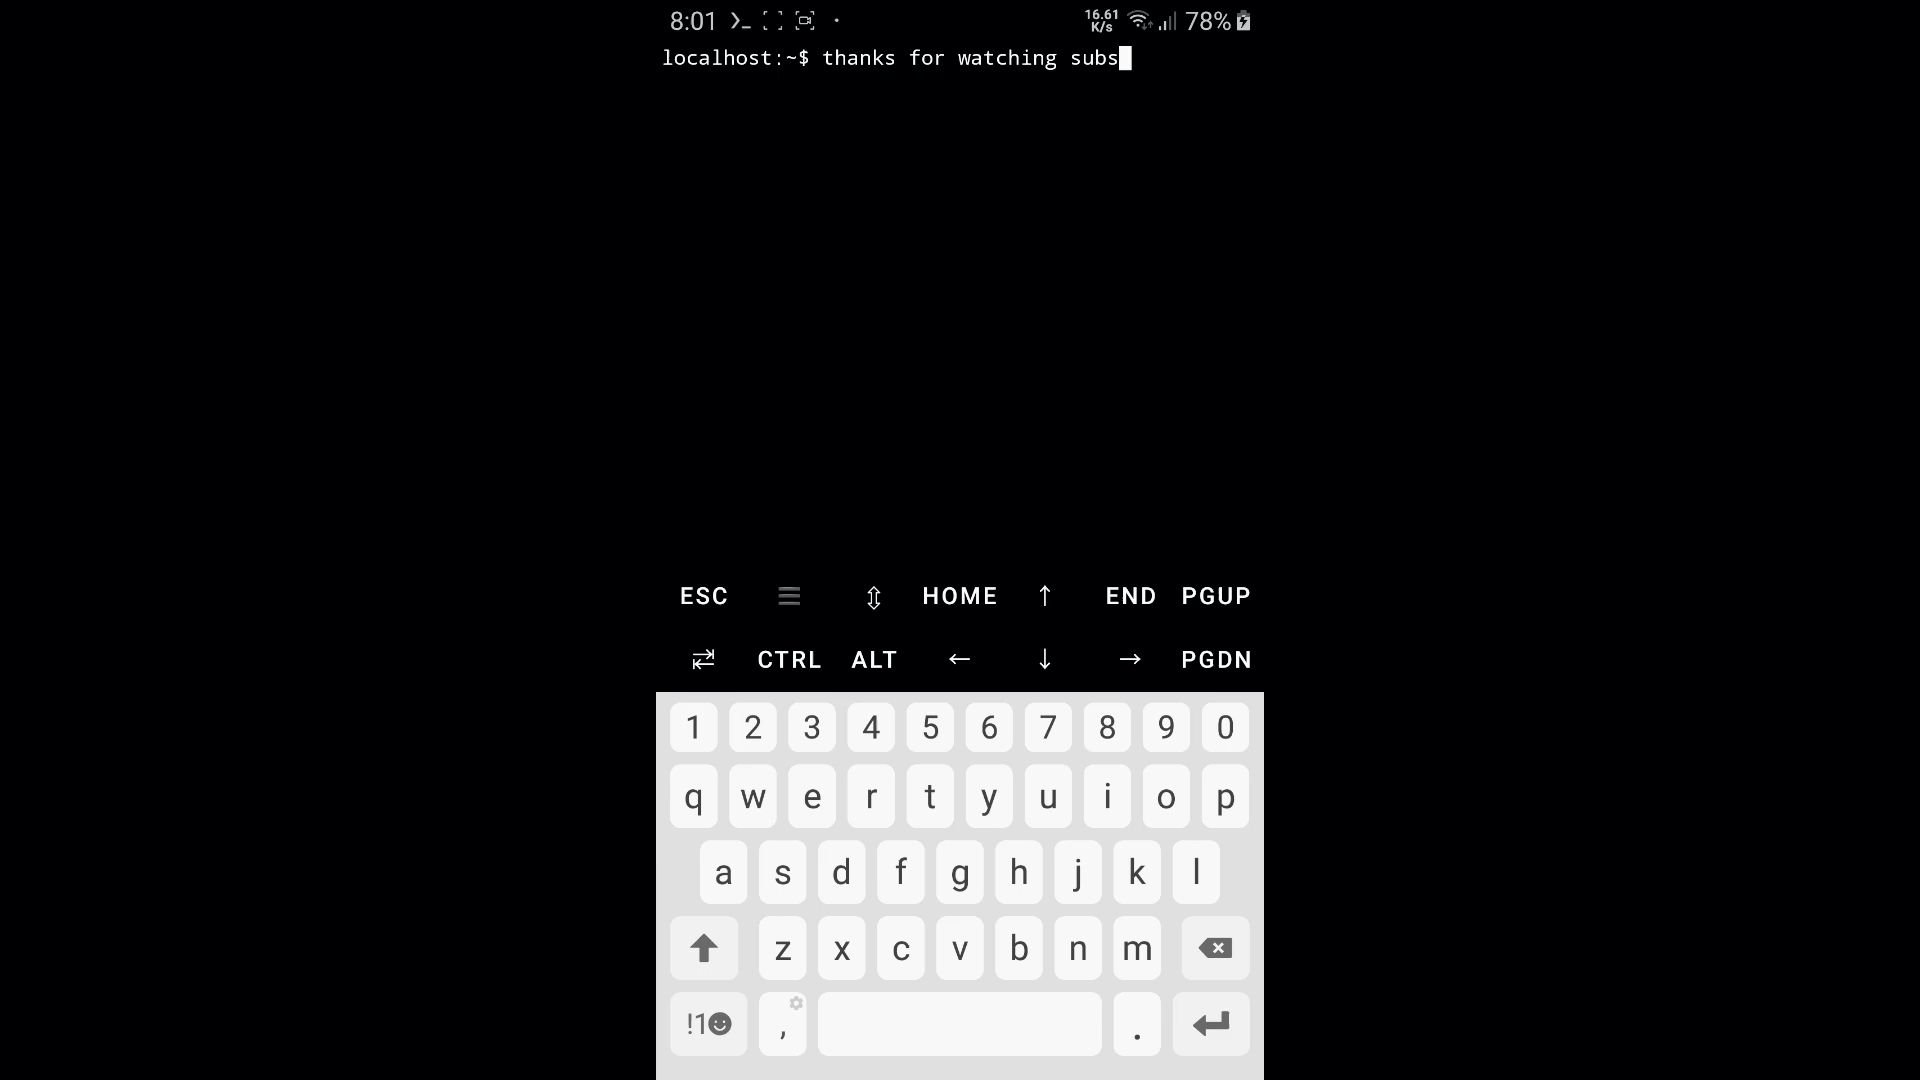 8:01 16.61 K/s 78%
localhost:~$ thanks for watching subs
ESC HOME ↑ END PGUP
CTRL ALT ← ↓ → PGDN
1 2 3 4 5 6 7 8 9 0
q w e r t y u i o p
a s d f g h j k l
z x c v b n m
!1 , .